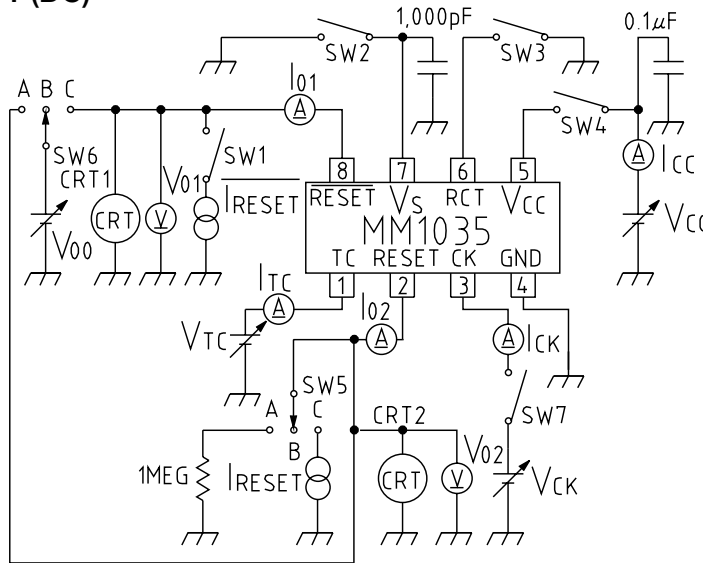 (DC)
1,000pF
0.1μF
SW2
SW3
A B C
I01
A
SW4
SW6
SW1
8 7 6 5
A
ICC
CRT1
V01
IRESET
RESET VS RCT VCC
CRT
V
MM1035
VCC
V00
TC RESET CK GND
ITC
1 2 3 4
A
I02
VTC
A
A
ICK
SW5
A
C
CRT2
SW7
B
V02
1MEG
IRESET
CRT
V
VCK